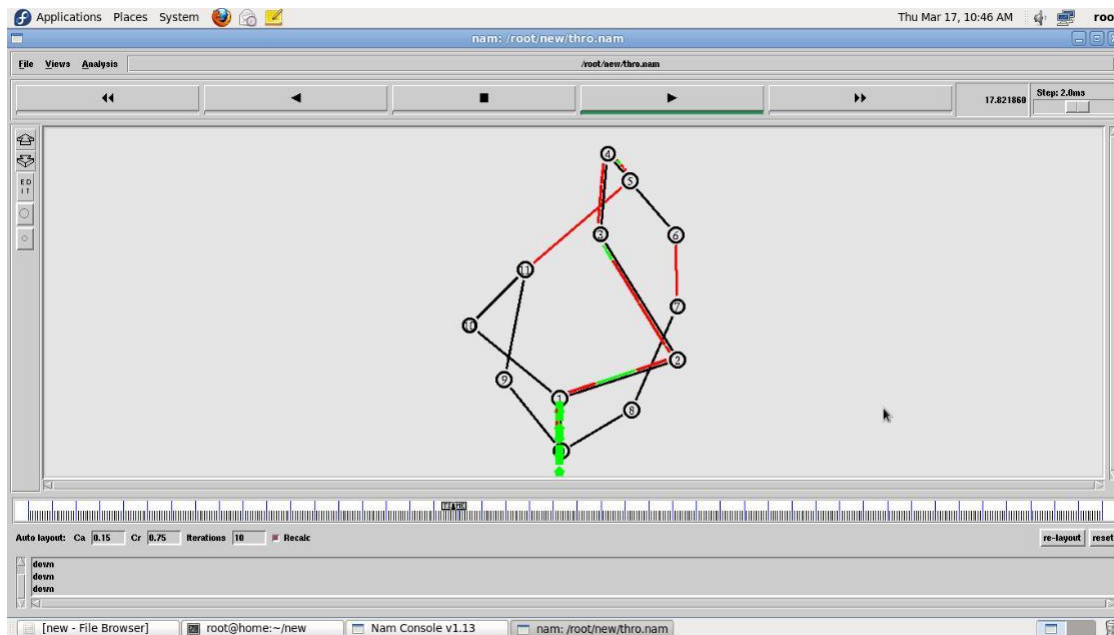 Applications Places System Thu Mar 17, 10:46 AM roo
nam: /root/new/thro.nam
File Views Analysis /root/new/thro.nam
17.821860 Step: 2.0ms
E D
I T
4
5
3
6
11
7
10
2
9
1
8
TIME
Auto layout: Ca 0.15 Cr 0.75 Iterations 10 Recalc re-layout reset
down
down
down
[new - File Browser] root@home:~/new Nam Console v1.13 nam: /root/new/thro.nam